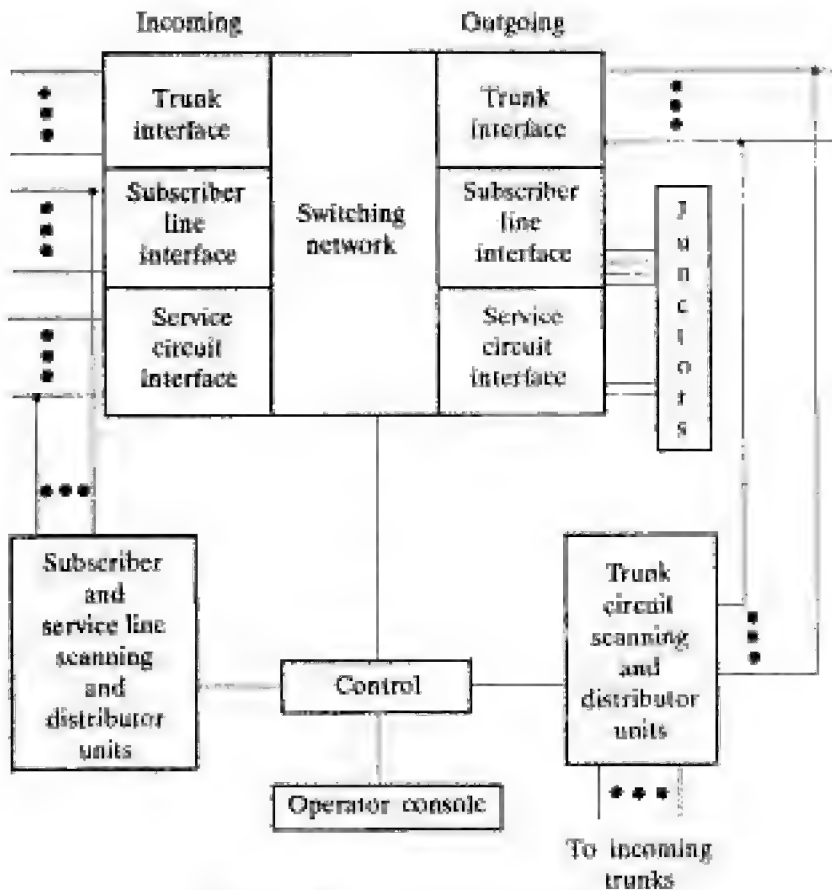 Incoming
Outgoing
Trunk
interface
Trunk
interface
Subscriber
line
interface
Switching
network
Subscriber
line
interface
Service
circuit
interface
Service
circuit
interface
Junctors
Subscriber
and
service line
scanning
and
distributor
units
Trunk
circuit
scanning
and
distributor
units
Control
Operator console
To incoming
trunks